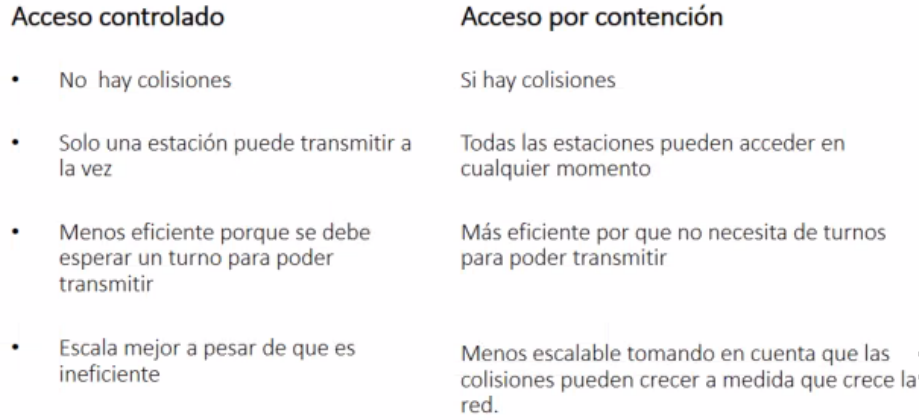 Acceso controlado
• No hay colisiones
• Solo una estación puede transmitir a
la vez
• Menos eficiente porque se debe
esperar un turno para poder
transmitir
• Escala mejor a pesar de que es
ineficiente
Acceso por contención
Si hay colisiones
Todas las estaciones pueden acceder en
cualquier momento
Más eficiente por que no necesita de turnos
para poder transmitir
Menos escalable tomando en cuenta que las
colisiones pueden crecer a medida que crece la
red.